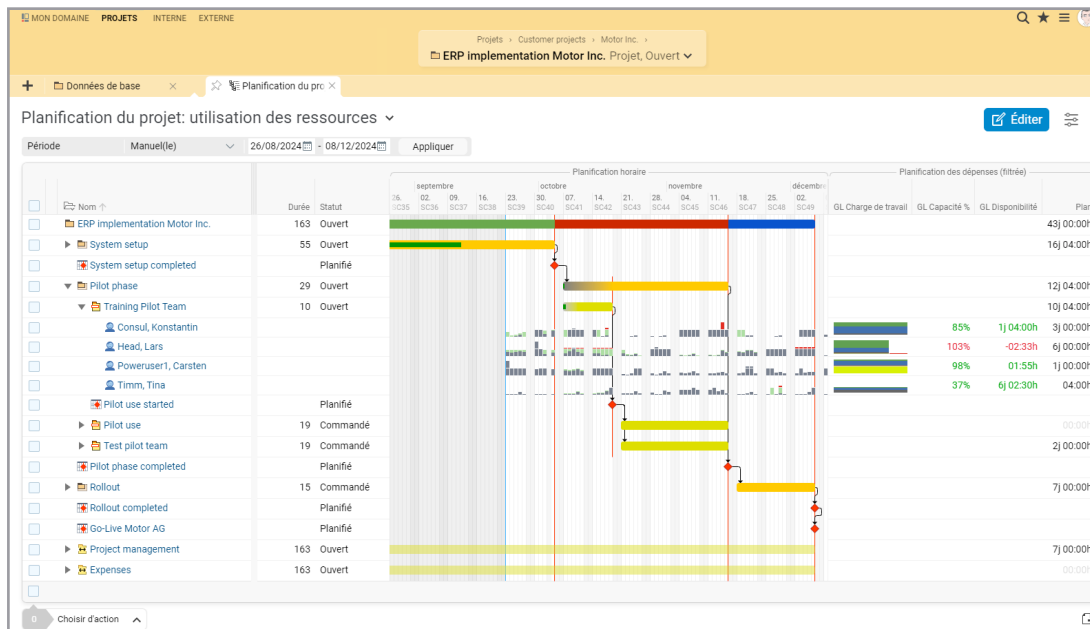 MON DOMAINE PROJETS INTERNE EXTERNE
Projets › Customer projects › Motor Inc. ›
ERP implementation Motor Inc. Projet, Ouvert
+ Données de base × Planification du prc ×
Planification du projet: utilisation des ressources
Éditer
Période Manuel(le) 26/08/2024 - 08/12/2024 Appliquer
Planification horaire Planification des dépenses (filtrée)
septembre octobre novembre décembre
26. 02. 09. 16. 23. 30. 07. 14. 21. 28. 04. 11. 18. 25. 02.
Nom Durée Statut SC35 SC36 SC37 SC38 SC39 SC40 SC41 SC42 SC43 SC44 SC45 SC46 SC47 SC48 SC49 GL Charge de travail GL Capacité % GL Disponibilité Plan
ERP implementation Motor Inc. 163 Ouvert 43j 00:00h
System setup 55 Ouvert 16j 04:00h
System setup completed Planifié
Pilot phase 29 Ouvert 12j 04:00h
Training Pilot Team 10 Ouvert 10j 04:00h
Consul, Konstantin 85% 1j 04:00h 3j 00:00h
Head, Lars 103% -02:33h 6j 00:00h
Poweruser1, Carsten 98% 01:55h 1j 00:00h
Timm, Tina 37% 6j 02:30h 04:00h
Pilot use started Planifié
Pilot use 19 Commandé 00:00h
Test pilot team 19 Commandé 2j 00:00h
Pilot phase completed Planifié
Rollout 15 Commandé 7j 00:00h
Rollout completed Planifié
Go-Live Motor AG Planifié
Project management 163 Ouvert 7j 00:00h
Expenses 163 Ouvert 00:00h
0 Choisir d'action